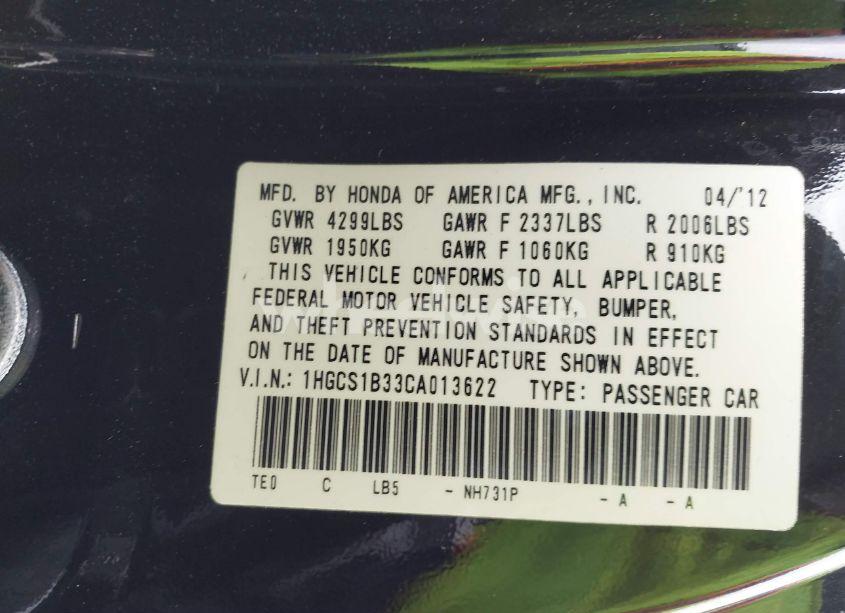 MFD. BY HONDA OF AMERICA MFG., INC. 04/'12
GVWR 4299LBS GAWR F 2337LBS R 2006LBS
GVWR 1950KG GAWR F 1060KG R 910KG
THIS VEHICLE CONFORMS TO ALL APPLICABLE
FEDERAL MOTOR VEHICLE SAFETY, BUMPER,
AND THEFT PREVENTION STANDARDS IN EFFECT
ON THE DATE OF MANUFACTURE SHOWN ABOVE.
V.I.N.: 1HGCS1B33CA013622 TYPE: PASSENGER CAR
TE0 C LB5 - NH731P - A - A